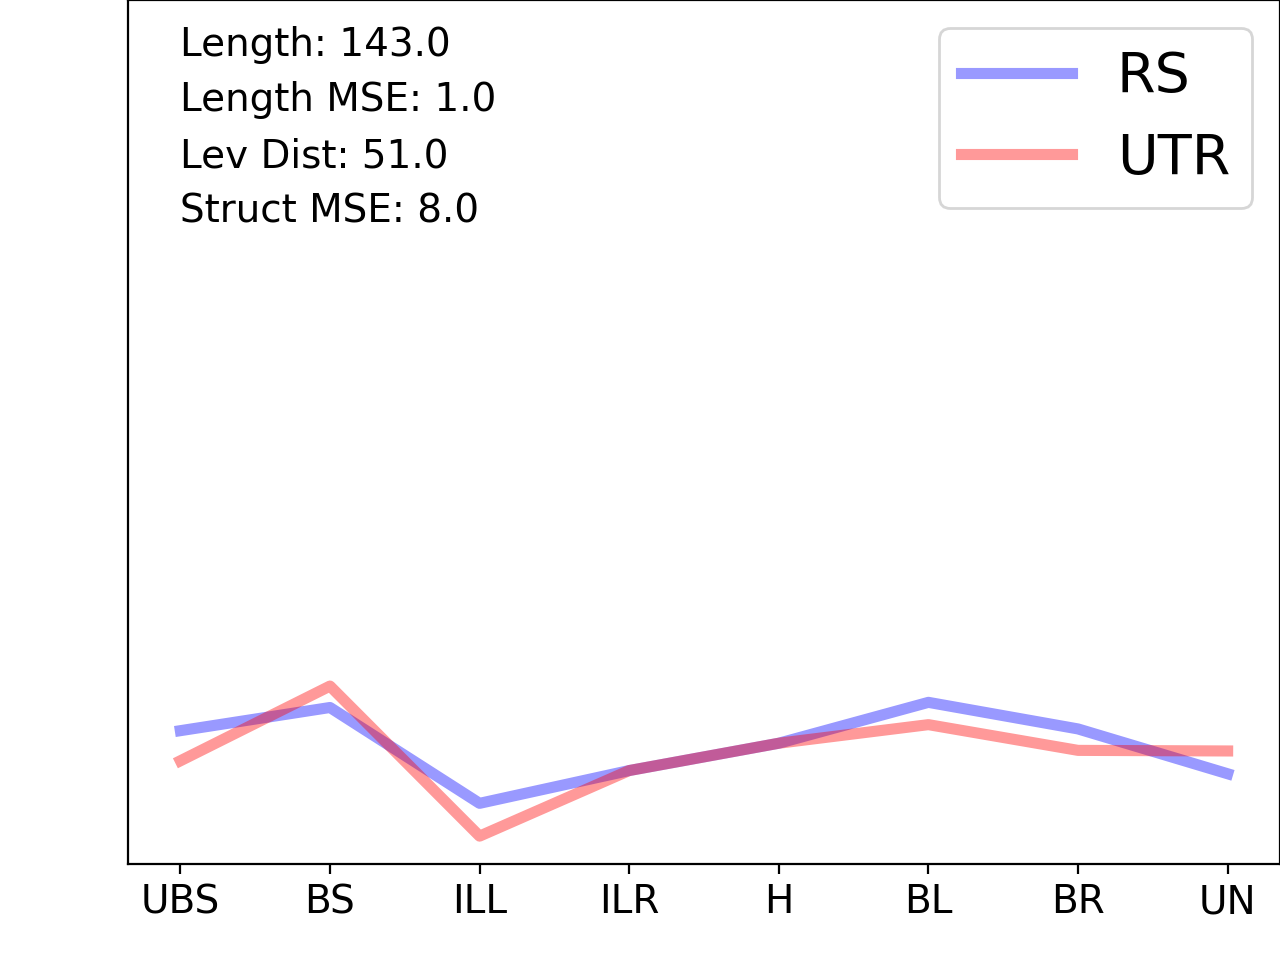 Length: 143.0
Length MSE: 1.0
Lev Dist: 51.0
Struct MSE: 8.0
RS
UTR
UBS BS ILL ILR H BL BR UN